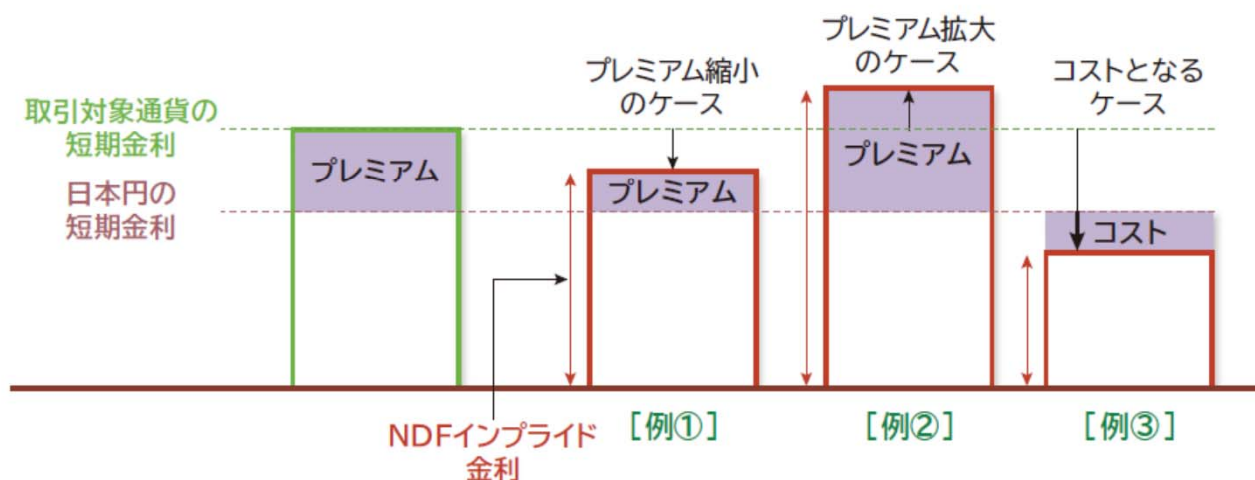 プレミアム縮小
のケース
プレミアム拡大
のケース
コストとなる
ケース
取引対象通貨の
短期金利
日本円の
短期金利
プレミアム
プレミアム
プレミアム
コスト
NDFインプライド
金利
[例①]
[例②]
[例③]